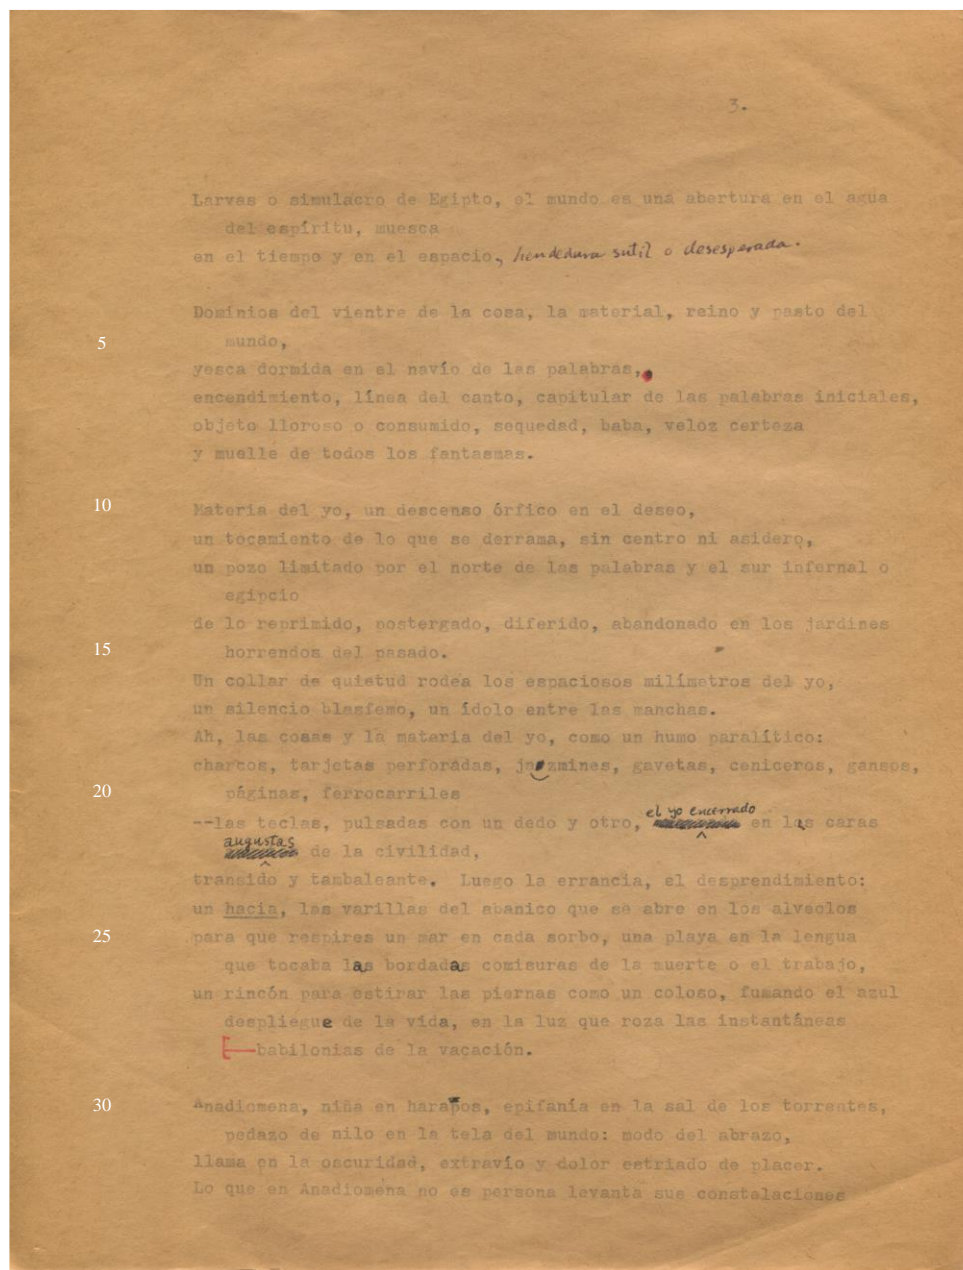 3.
Larvas o simulacro de Egipto, el mundo es una abertura en el agua
del espíritu, muesca
en el tiempo y en el espacio, hendedura sutil o desesperada.
Dominios del vientre de la cosa, la material, reino y pasto del
5 mundo,
yesca dormida en el navío de las palabras,
encendimiento, línea del canto, capitular de las palabras iniciales,
objeto lloroso o consumido, sequedad, baba, veloz certeza
y muelle de todos los fantasmas.
10 Materia del yo, un descenso órfico en el deseo,
un tocamiento de lo que se derrama, sin centro ni asidero,
un pozo limitado por el norte de las palabras y el sur infernal o
egipcio
de lo reprimido, postergado, diferido, abandonado en los jardines
15 horrendos del pasado.
Un collar de quietud rodea los espaciosos milímetros del yo,
un silencio blasfemo, un ídolo entre las manchas.
Ah, las cosas y la materia del yo, como un humo paralítico:
charcos, tarjetas perforadas, jazmines, gavetas, ceniceros, gansos,
20 páginas, ferrocarriles
--las teclas, pulsadas con un dedo y otro, el yo encerrado en las caras
augustas de la civilidad,
transido y tambaleante. Luego la errancia, el desprendimiento:
un hacia, las varillas del abanico que se abre en los alveolos
25 para que respires un mar en cada sorbo, una playa en la lengua
que tocaba las bordadas comisuras de la muerte o el trabajo,
un rincón para estirar las piernas como un coloso, fumando el azul
despliegue de la vida, en la luz que roza las instantáneas
babilonias de la vacación.
30 Anadiomena, niña en harapos, epifanía en la sal de los torrentes,
pedazo de nilo en la tela del mundo: modo del abrazo,
llama en la oscuridad, extravío y dolor estriado de placer.
Lo que en Anadiomena no es persona levanta sus constelaciones